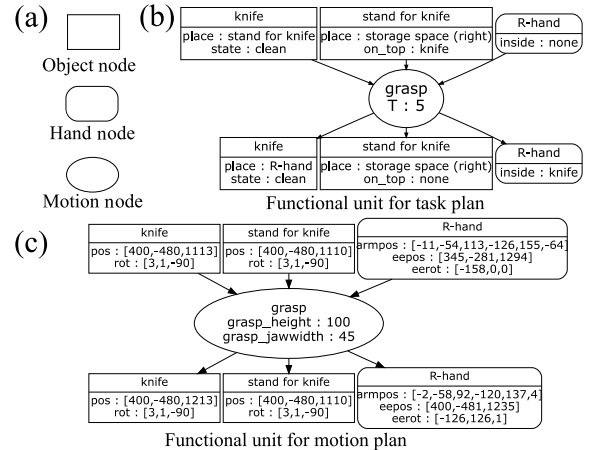 (a)
Object node
Hand node
Motion node
(b)
knife
place : stand for knife
state : clean
stand for knife
place : storage space (right)
on_top : knife
R-hand
inside : none
grasp
T : 5
knife
place : R-hand
state : clean
stand for knife
place : storage space (right)
on_top : none
R-hand
inside : knife
Functional unit for task plan
(c)
knife
pos : [400,-480,1113]
rot : [3,1,-90]
stand for knife
pos : [400,-480,1110]
rot : [3,1,-90]
R-hand
armpos : [-11,-54,113,-126,155,-64]
eepos : [345,-281,1294]
eerot : [-158,0,0]
grasp
grasp_height : 100
grasp_jawwidth : 45
knife
pos : [400,-480,1213]
rot : [3,1,-90]
stand for knife
pos : [400,-480,1110]
rot : [3,1,-90]
R-hand
armpos : [-2,-58,92,-120,137,4]
eepos : [400,-481,1235]
eerot : [-126,126,1]
Functional unit for motion plan